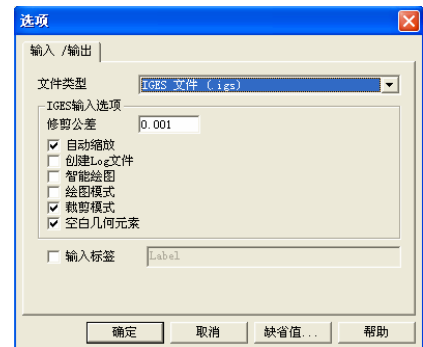 选项
输入 /输出
文件类型 IGES 文件 (.igs)
IGES输入选项
修剪公差 0.001
自动缩放
创建Log文件
智能绘图
绘图模式
裁剪模式
空白几何元素
输入标签 Label
确定 取消 缺省值... 帮助